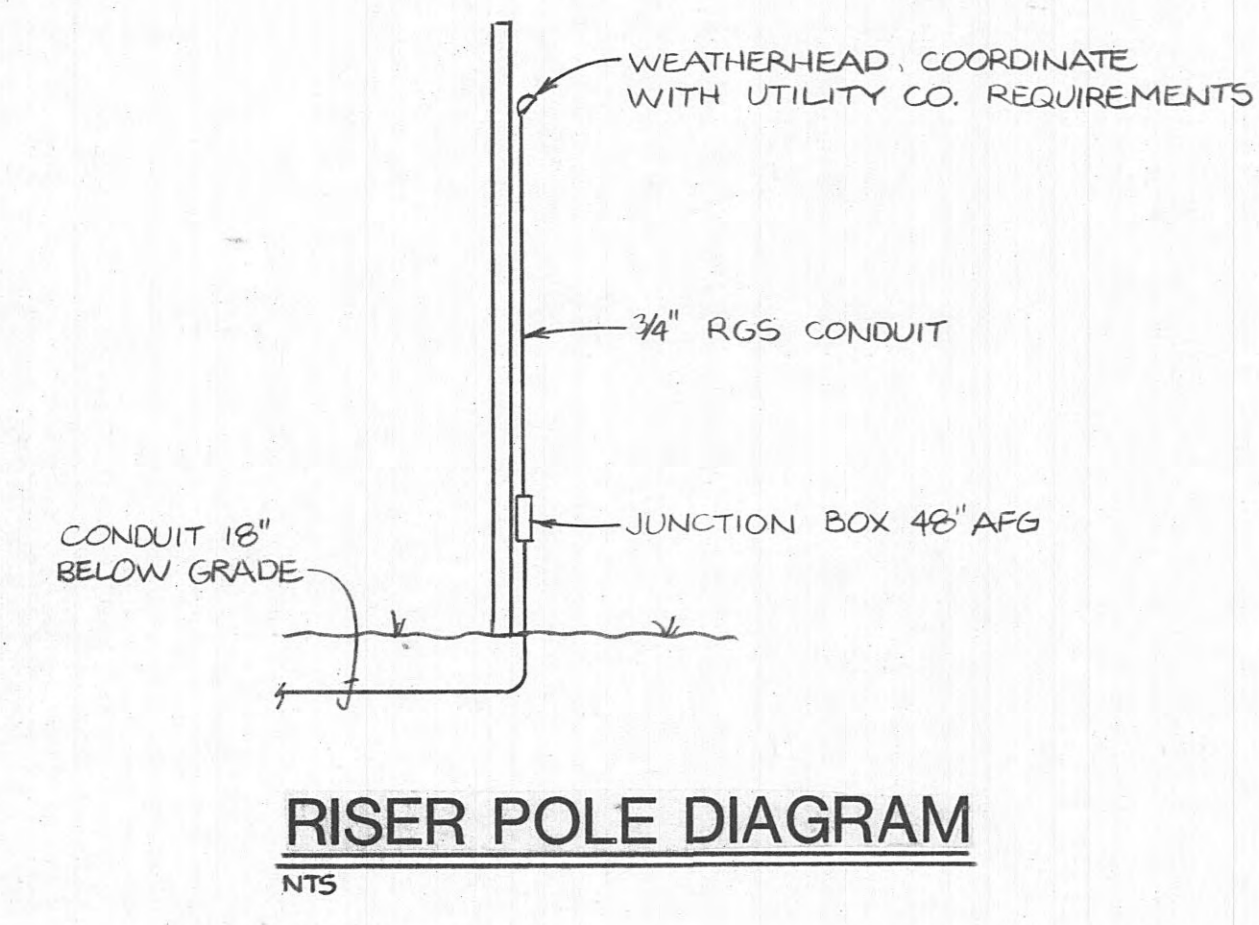 WEATHERHEAD, COORDINATE
WITH UTILITY CO. REQUIREMENTS
3/4" RGS CONDUIT
JUNCTION BOX 48" AFG
CONDUIT 18"
BELOW GRADE
RISER POLE DIAGRAM
NTS